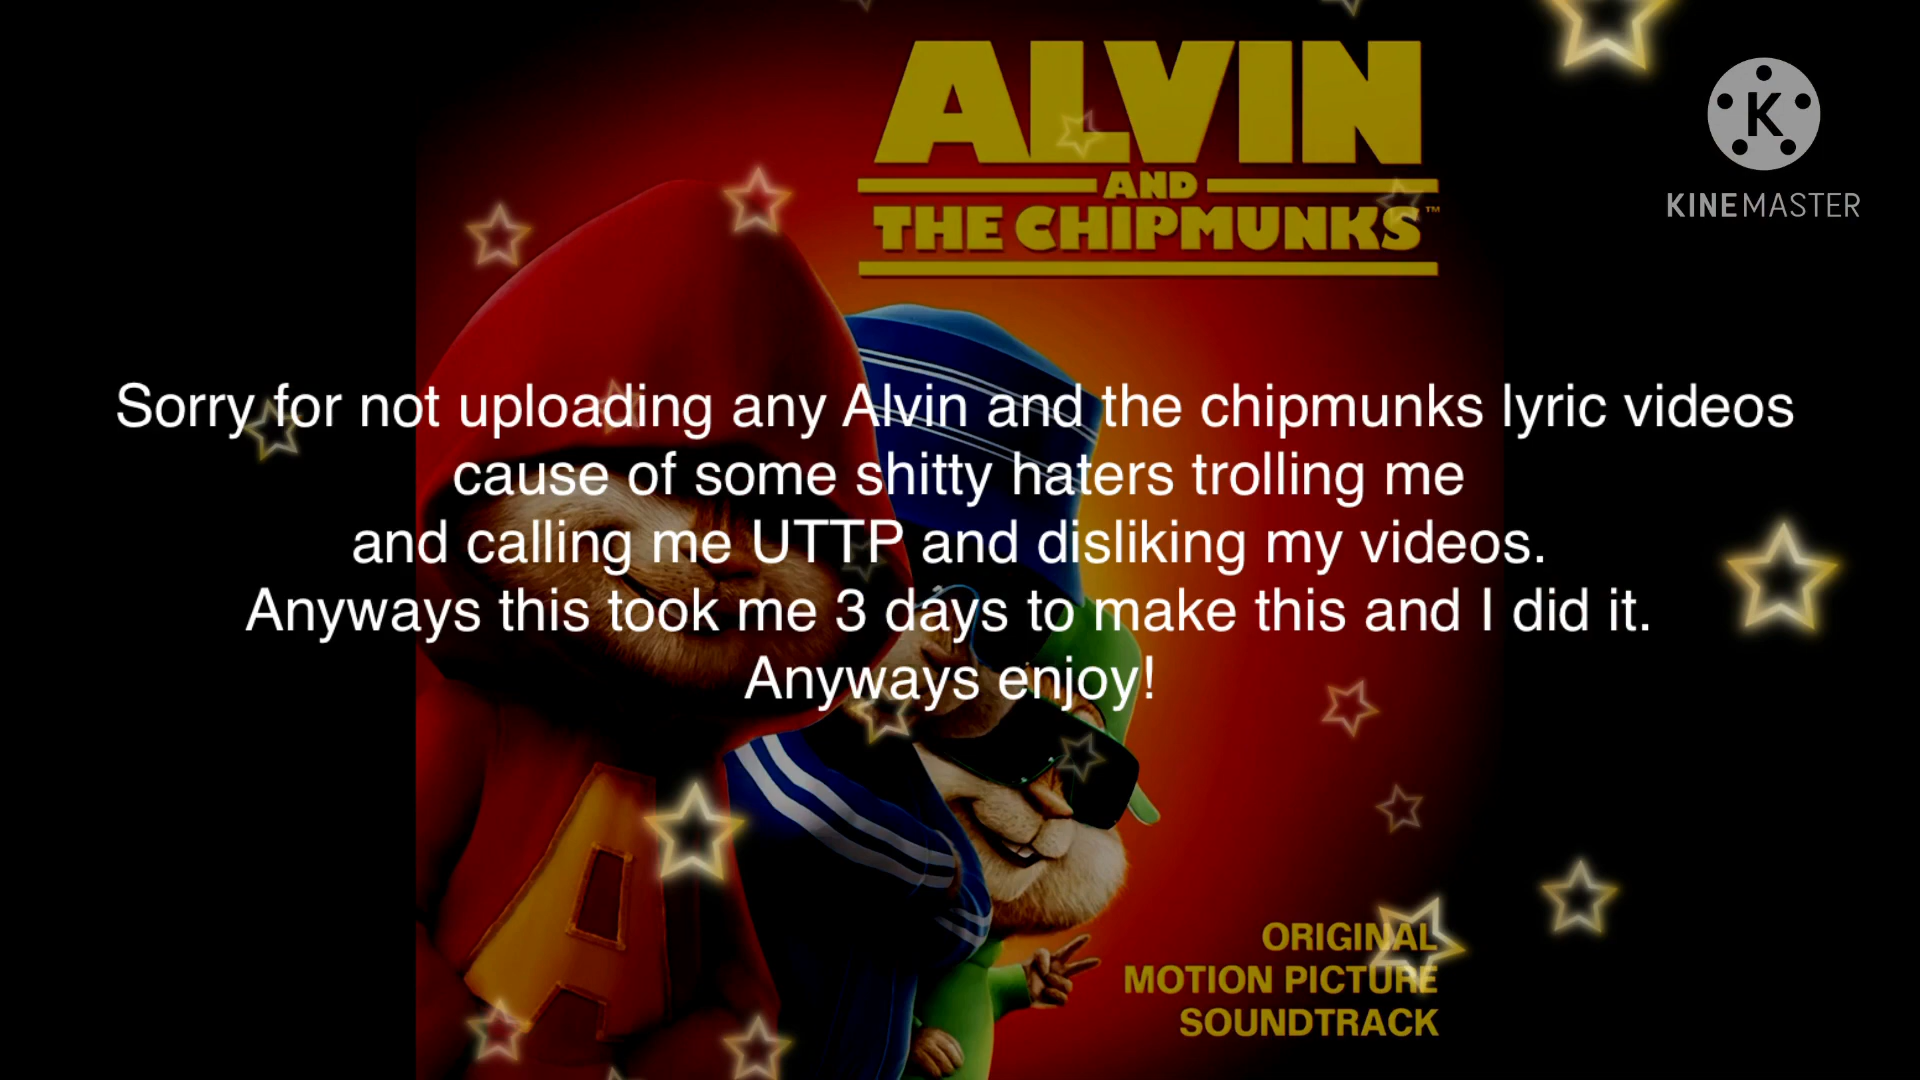 ALVIN
AND
THE CHIPMUNKS™
K
KINEMASTER
Sorry for not uploading any Alvin and the chipmunks lyric videos
cause of some shitty haters trolling me
and calling me UTTP and disliking my videos.
Anyways this took me 3 days to make this and I did it.
Anyways enjoy!
A
ORIGINAL
MOTION PICTURE
SOUNDTRACK